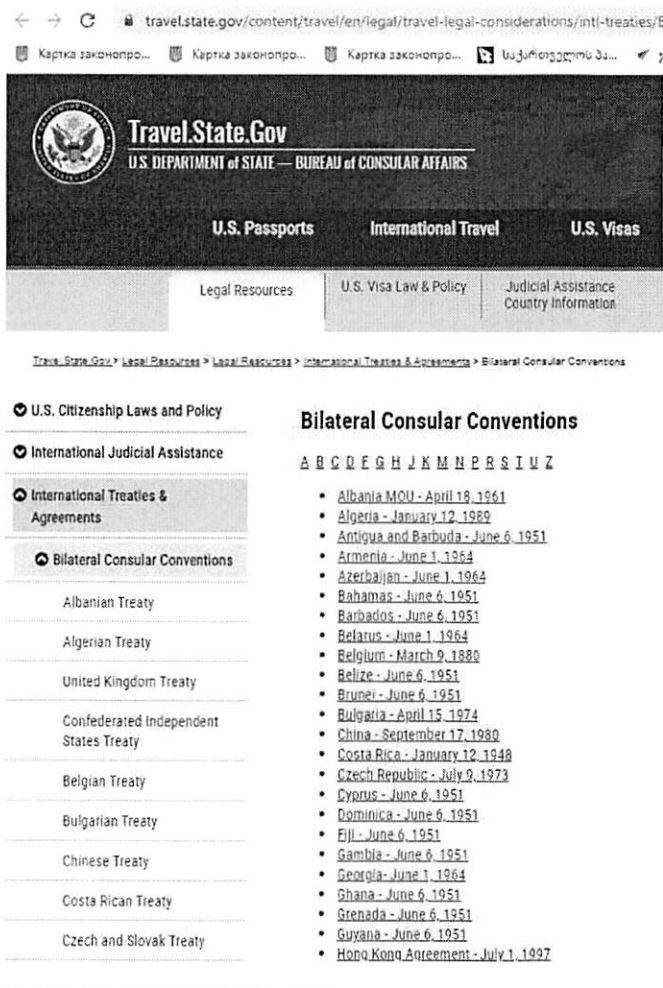 travel.state.gov/content/travel/en/legal/travel-legal-considerations/intl-treaties/
Картка законопро... Картка законопро... Картка законопро... საქართველოს
Travel.State.Gov
U.S. DEPARTMENT of STATE — BUREAU of CONSULAR AFFAIRS
U.S. Passports International Travel U.S. Visas
Legal Resources U.S. Visa Law & Policy Judicial Assistance
Country Information
Travel.State.Gov > Legal Resources > Legal Resources > International Treaties & Agreements > Bilateral Consular Conventions
U.S. Citizenship Laws and Policy
International Judicial Assistance
International Treaties &
Agreements
Bilateral Consular Conventions
Albanian Treaty
Algerian Treaty
United Kingdom Treaty
Confederated Independent
States Treaty
Belgian Treaty
Bulgarian Treaty
Chinese Treaty
Costa Rican Treaty
Czech and Slovak Treaty
Bilateral Consular Conventions
A B C D F G H J K M N P R S T U Z
Albania MOU - April 18, 1961
Algeria - January 12, 1989
Antigua and Barbuda - June 6, 1951
Armenia - June 1, 1964
Azerbaijan - June 1, 1964
Bahamas - June 6, 1951
Barbados - June 6, 1951
Belarus - June 1, 1964
Belgium - March 9, 1880
Belize - June 6, 1951
Brunei - June 6, 1951
Bulgaria - April 15, 1974
China - September 17, 1980
Costa Rica - January 12, 1948
Czech Republic - July 9, 1973
Cyprus - June 6, 1951
Dominica - June 6, 1951
Fiji - June 6, 1951
Gambia - June 6, 1951
Georgia- June 1, 1964
Ghana - June 6, 1951
Grenada - June 6, 1951
Guyana - June 6, 1951
Hong Kong Agreement - July 1, 1997